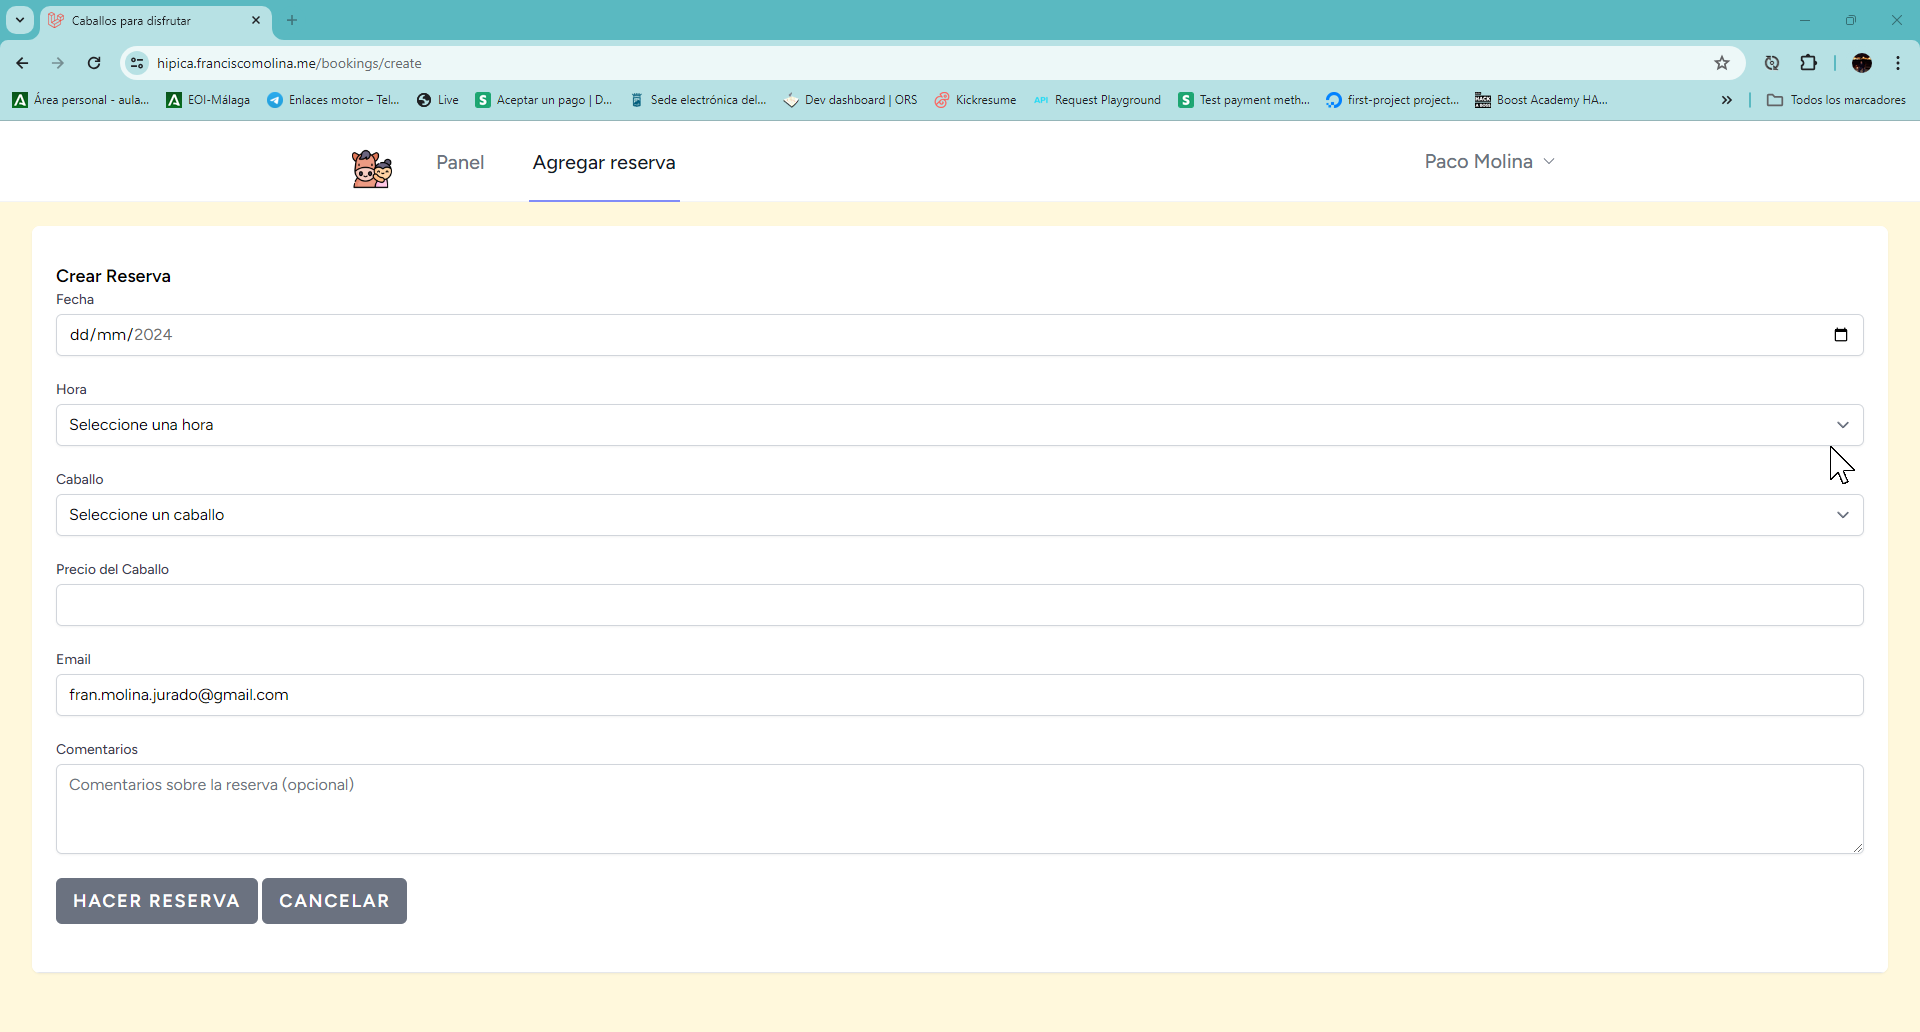 Caballos para disfrutar
hipica.franciscomolina.me/bookings/create
Área personal - aula... EOI-Málaga Enlaces motor – Tel... Live Aceptar un pago | D... Sede electrónica del... Dev dashboard | ORS Kickresume API Request Playground Test payment meth... first-project project... Boost Academy HA... Todos los marcadores
Panel Agregar reserva Paco Molina
Crear Reserva
Fecha
dd/mm/2024
Hora
Seleccione una hora
Caballo
Seleccione un caballo
Precio del Caballo
Email
fran.molina.jurado@gmail.com
Comentarios
Comentarios sobre la reserva (opcional)
HACER RESERVA CANCELAR